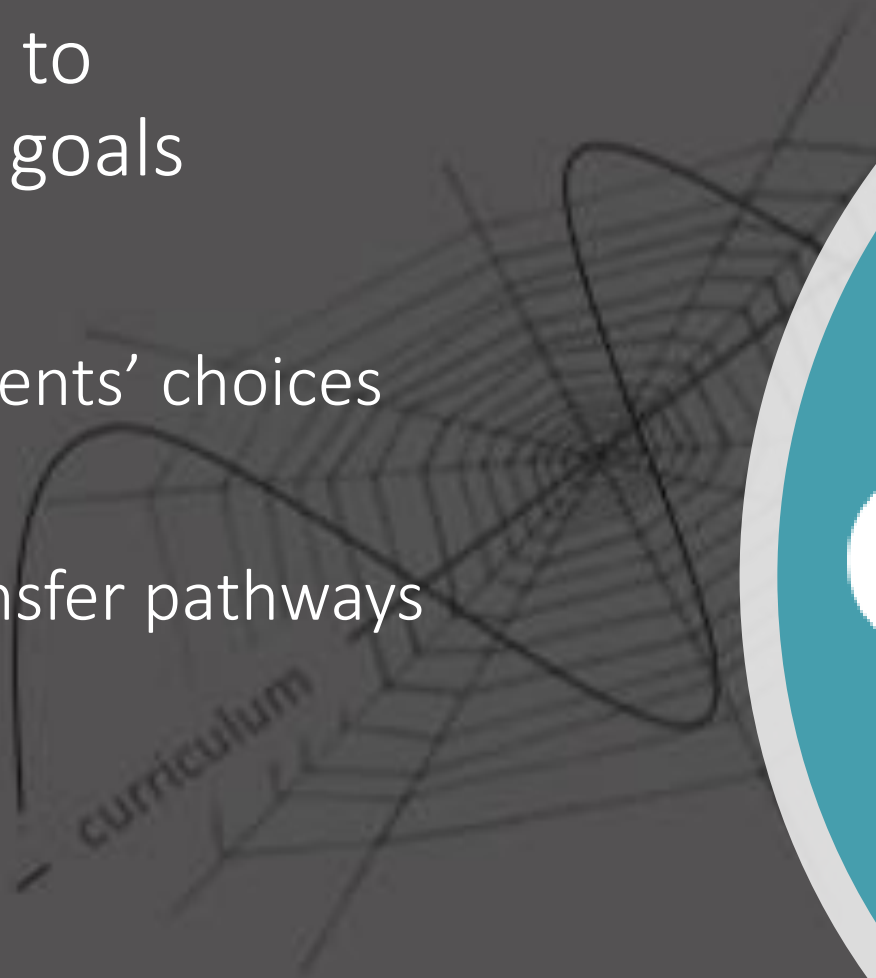 to
goals
ents’ choices
nsfer pathways
curriculum